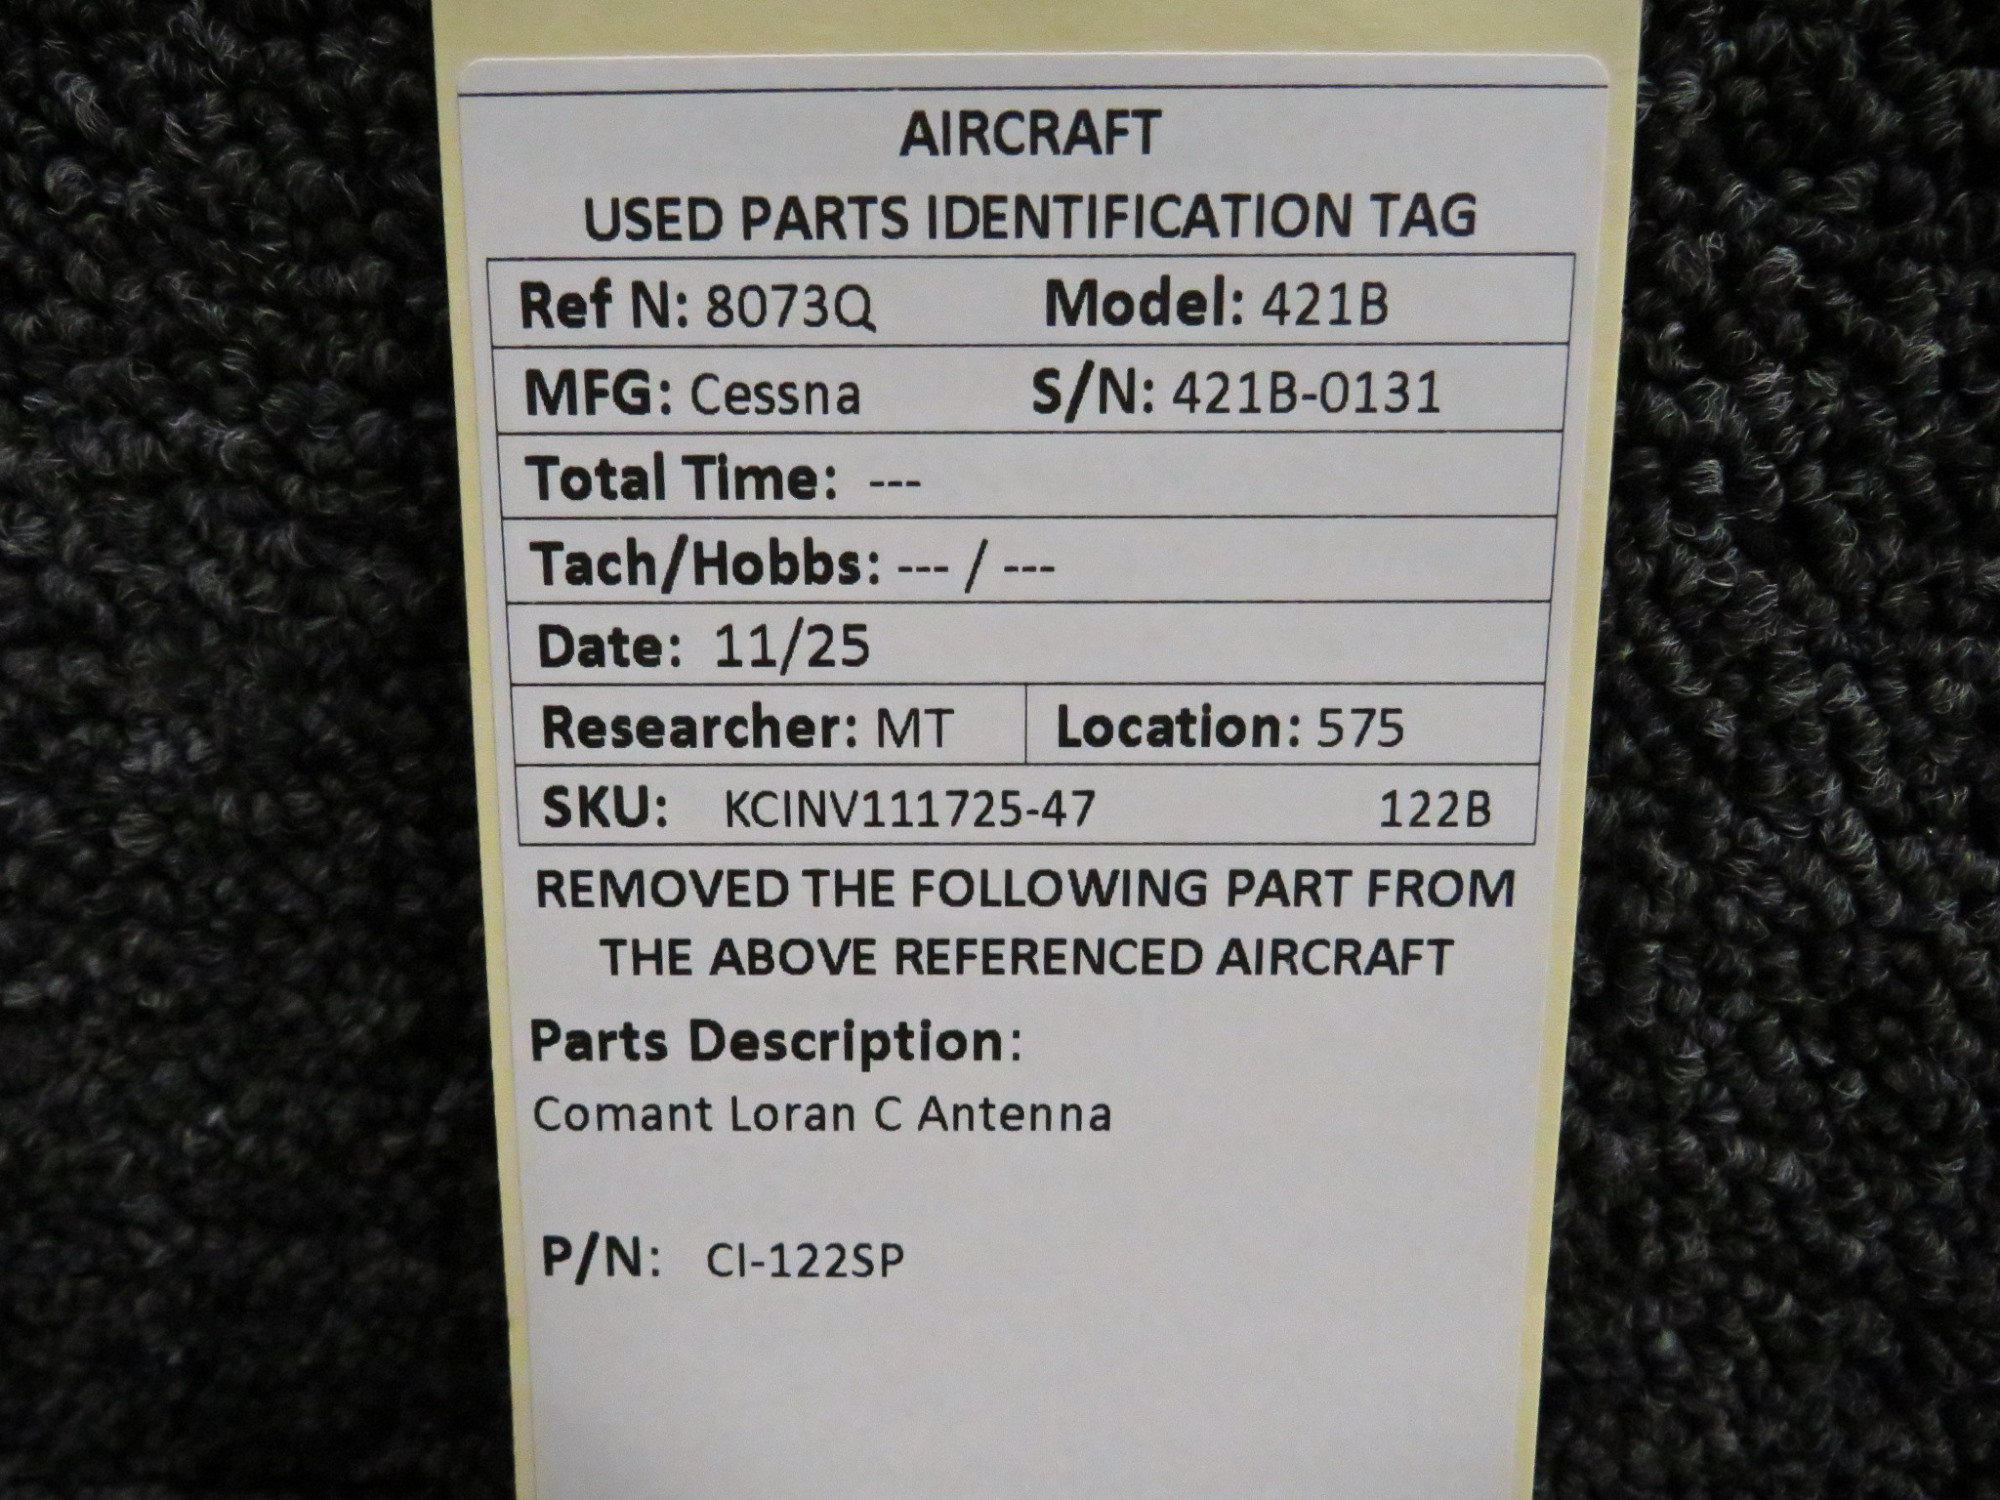 AIRCRAFT
USED PARTS IDENTIFICATION TAG
Ref N: 8073Q Model: 421B
MFG: Cessna S/N: 421B-0131
Total Time: ---
Tach/Hobbs: --- / ---
Date: 11/25
Researcher: MT Location: 575
SKU: KCINV111725-47 122B
REMOVED THE FOLLOWING PART FROM
THE ABOVE REFERENCED AIRCRAFT
Parts Description:
Comant Loran C Antenna
P/N: CI-122SP